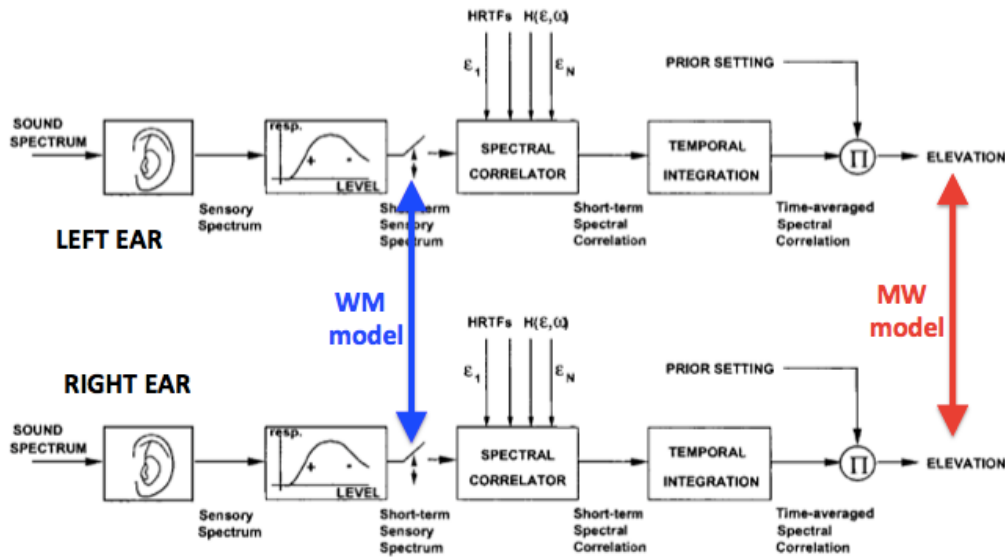 HRTFs H(ε,ω)
ε₁ ε_N
PRIOR SETTING
SOUND
SPECTRUM
resp.
+ -
LEVEL
SPECTRAL
CORRELATOR
TEMPORAL
INTEGRATION
Π
ELEVATION
Sensory
Spectrum
Short-term
Sensory
Spectrum
Short-term
Spectral
Correlation
Time-averaged
Spectral
Correlation
LEFT EAR
WM
model
MW
model
HRTFs H(ε,ω)
ε₁ ε_N
PRIOR SETTING
RIGHT EAR
SOUND
SPECTRUM
resp.
+ -
LEVEL
SPECTRAL
CORRELATOR
TEMPORAL
INTEGRATION
Π
ELEVATION
Sensory
Spectrum
Short-term
Sensory
Spectrum
Short-term
Spectral
Correlation
Time-averaged
Spectral
Correlation